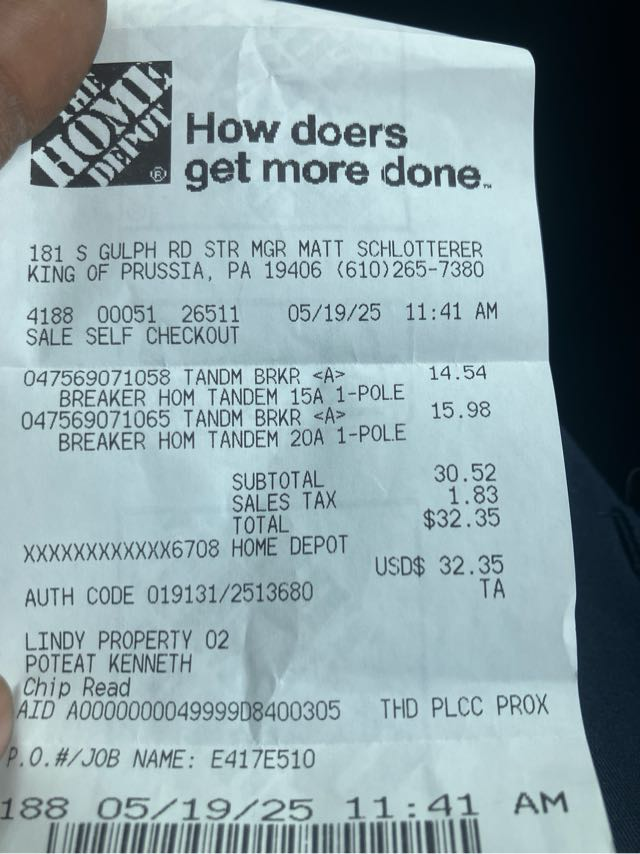 THE
HOME
DEPOT®
How doers
get more done™
181 S GULPH RD STR MGR MATT SCHLOTTERER
KING OF PRUSSIA, PA 19406 (610)265-7380
4188 00051 26511 05/19/25 11:41 AM
SALE SELF CHECKOUT
047569071058 TANDM BRKR <A> 14.54
BREAKER HOM TANDEM 15A 1-POLE
047569071065 TANDM BRKR <A> 15.98
BREAKER HOM TANDEM 20A 1-POLE
SUBTOTAL 30.52
SALES TAX 1.83
TOTAL $32.35
XXXXXXXXXXXX6708 HOME DEPOT
USD$ 32.35
AUTH CODE 019131/2513680 TA
LINDY PROPERTY 02
POTEAT KENNETH
Chip Read
AID A0000000049999D8400305 THD PLCC PROX
P.O.#/JOB NAME: E417E510
188 05/19/25 11:41 AM